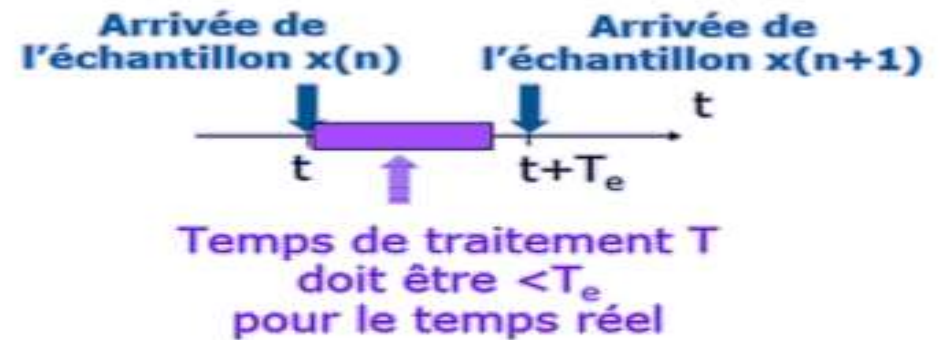 Arrivée de
l'échantillon x(n)
Arrivée de
l'échantillon x(n+1)
t
t
t+Te
Temps de traitement T
doit être <Te
pour le temps réel